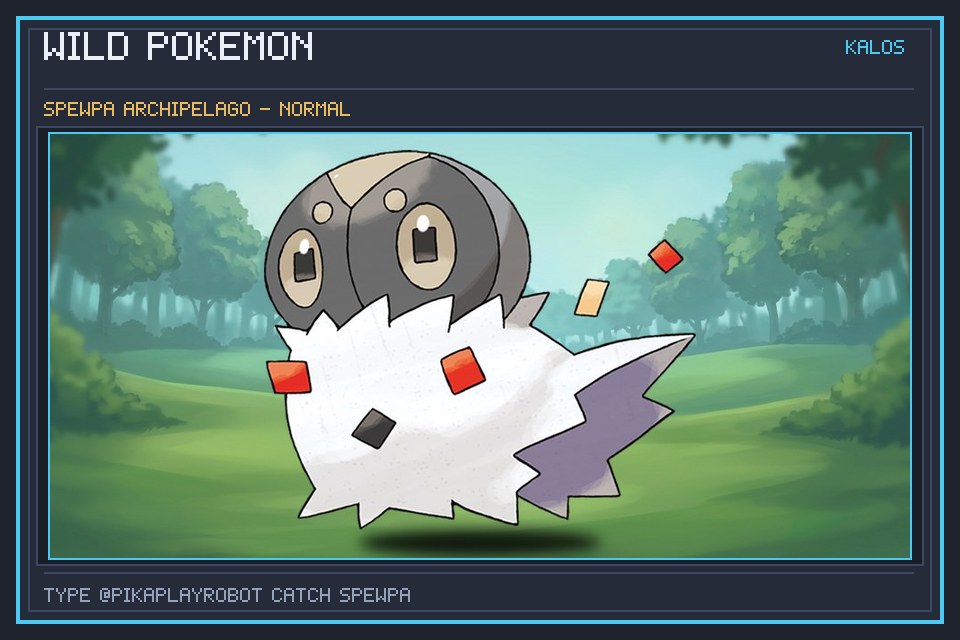 WILD POKEMON
KALOS
SPEWPA ARCHIPELAGO - NORMAL
TYPE @PIKAPLAYROBOT CATCH SPEWPA